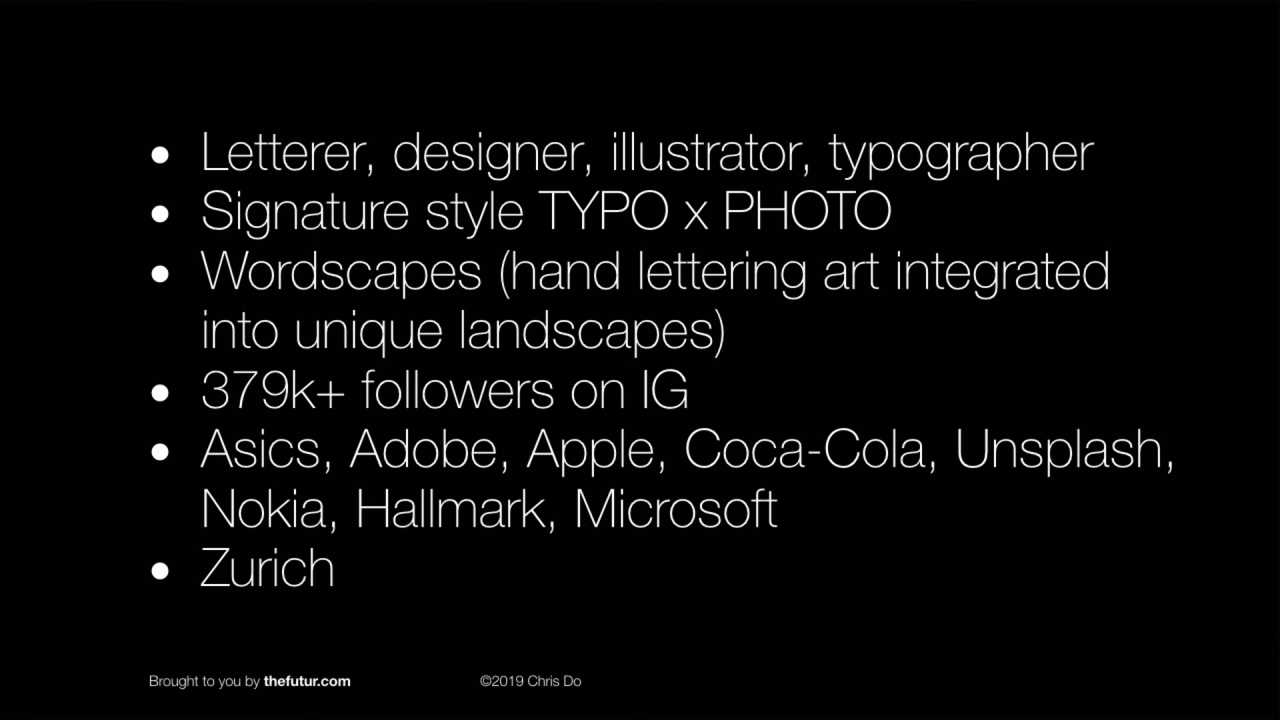 • Letterer, designer, illustrator, typographer
• Signature style TYPO x PHOTO
• Wordscapes (hand lettering art integrated
into unique landscapes)
• 379k+ followers on IG
• Asics, Adobe, Apple, Coca-Cola, Unsplash,
Nokia, Hallmark, Microsoft
• Zurich
Brought to you by thefutur.com ©2019 Chris Do